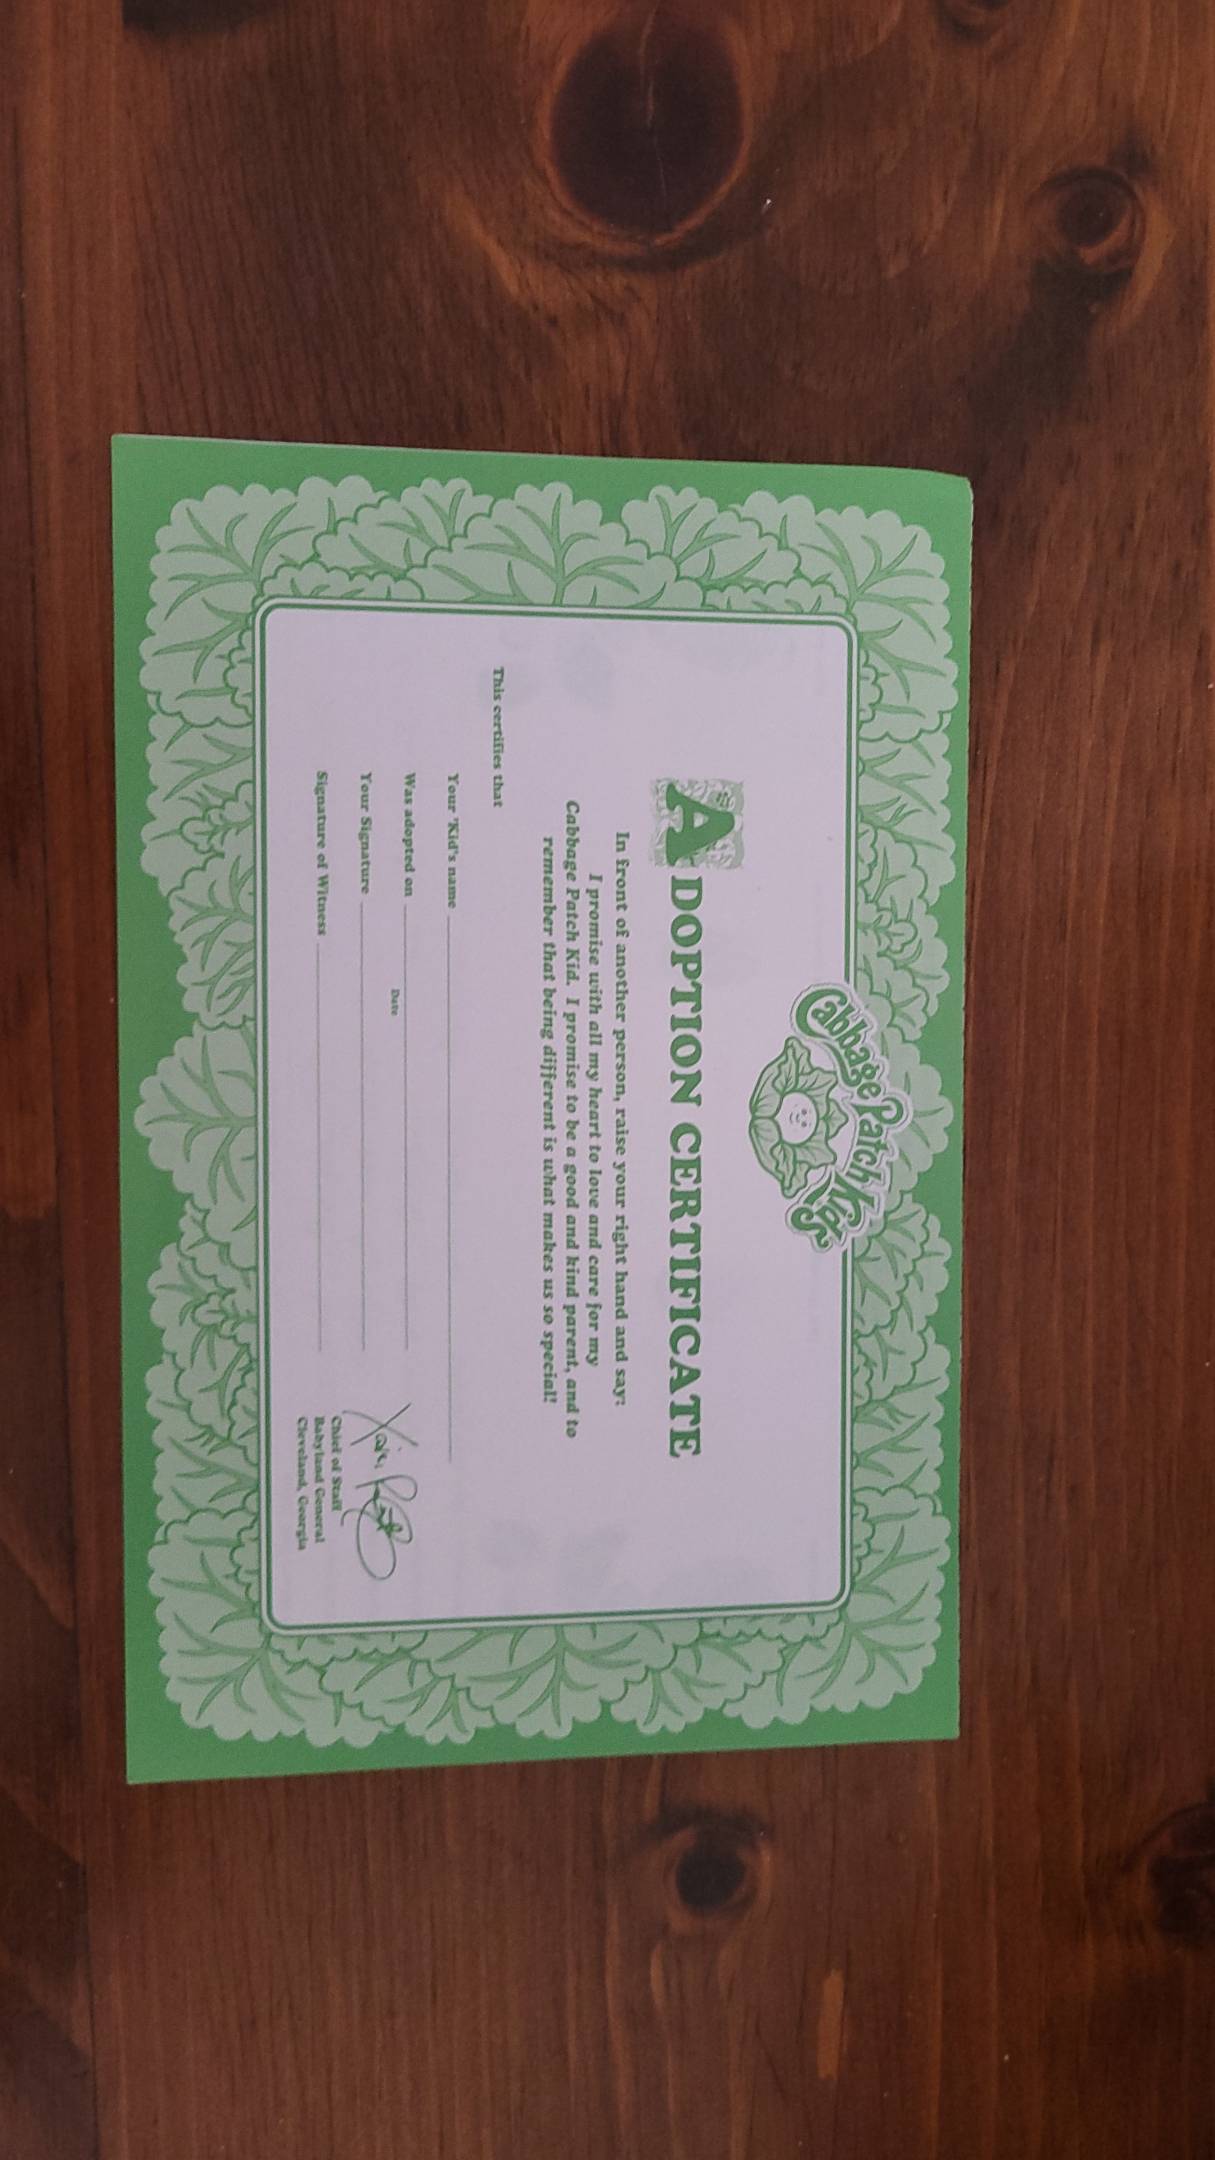 Cabbage Patch Kids
ADOPTION CERTIFICATE
In front of another person, raise your right hand and say:
I promise with all my heart to love and care for my
Cabbage Patch Kid. I promise to be a good and kind parent, and to
remember that being different is what makes us so special!
This certifies that
Your 'Kid's name
Was adopted on
Date
Your Signature
Signature of Witness
Chief of Staff
Babyland General
Cleveland, Georgia